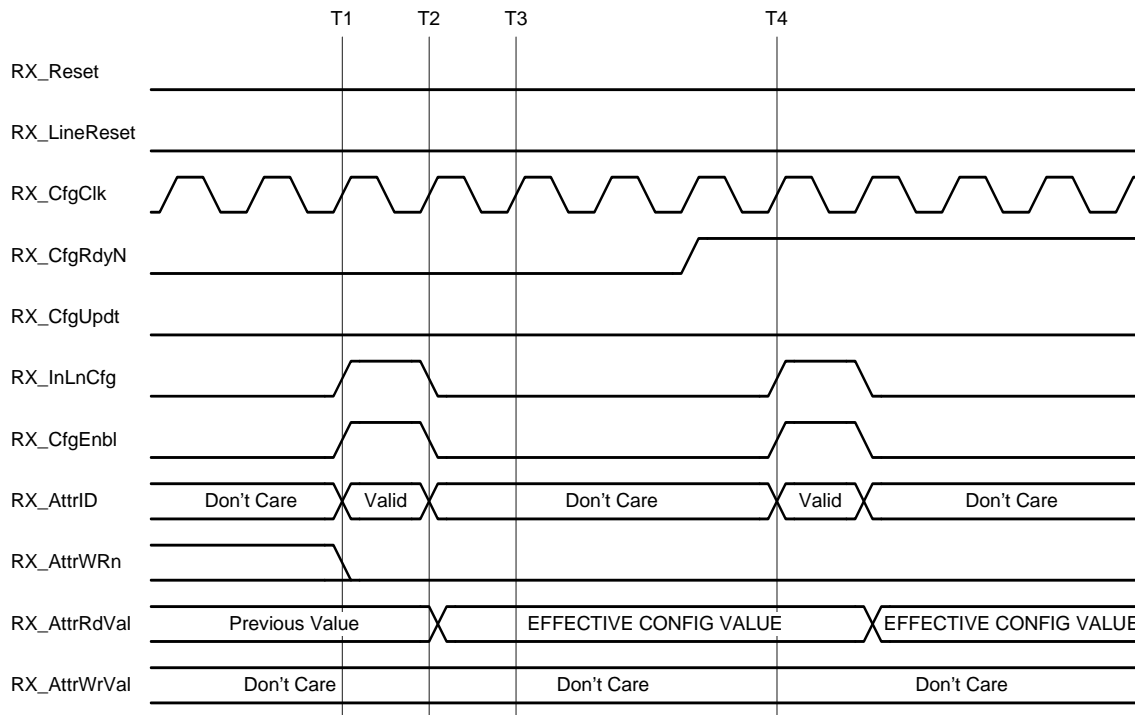 T1 T2 T3 T4
RX_Reset
RX_LineReset
RX_CfgClk
RX_CfgRdyN
RX_CfgUpdt
RX_InLnCfg
RX_CfgEnbl
RX_AttrID Don't Care Valid Don't Care Valid Don't Care
RX_AttrWRn
RX_AttrRdVal Previous Value EFFECTIVE CONFIG VALUE EFFECTIVE CONFIG VALUE
RX_AttrWrVal Don't Care Don't Care Don't Care